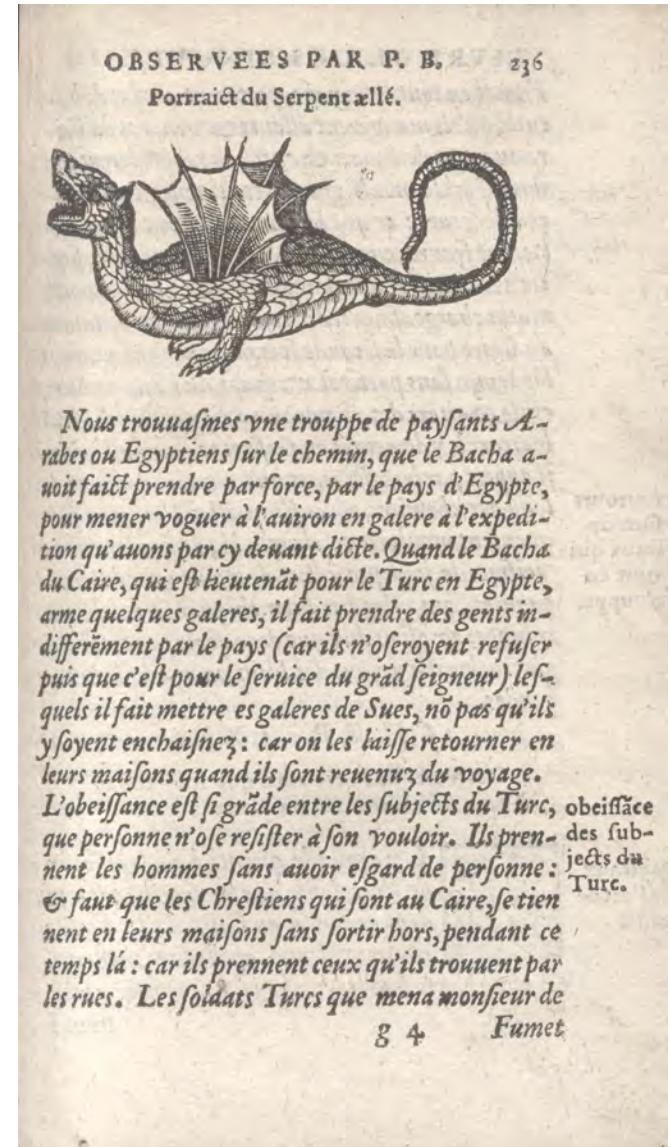 OBSERVEES PAR P. B. 236
Porrraict du Serpent ællé.
Nous trouuaſmes vne trouppe de payſants A-
rabes ou Egyptiens ſur le chemin, que le Bacha a-
uoit faict prendre par force, par le pays d'Egypte,
pour mener voguer à l'auiron en galere à l'expedi-
tion qu'auons par cy deuant dicte. Quand le Bacha
du Caire, qui eſt lieutenãt pour le Turc en Egypte,
arme quelques galeres, il fait prendre des gents in-
differẽment par le pays (car ils n'oſeroyent refuſer
puis que c'eſt pour le ſeruice du grãd ſeigneur) leſ-
quels il fait mettre es galeres de Sues, nõ pas qu'ils
y ſoyent enchaiſnez: car on les laiſſe retourner en
leurs maiſons quand ils ſont reuenuz du voyage.
L'obeiſſance eſt ſi grãde entre les ſubjects du Turc,
que perſonne n'oſe reſiſter à ſon vouloir. Ils pren-
nent les hommes ſans auoir eſgard de perſonne:
& faut que les Chreſtiens qui ſont au Caire, ſe tien
nent en leurs maiſons ſans ſortir hors, pendant ce
temps lá: car ils prennent ceux qu'ils trouuent par
les rues. Les ſoldats Turcs que mena monſieur de
obeiſſãce
des ſub-
jects du
Turc.
g 4 Fumet